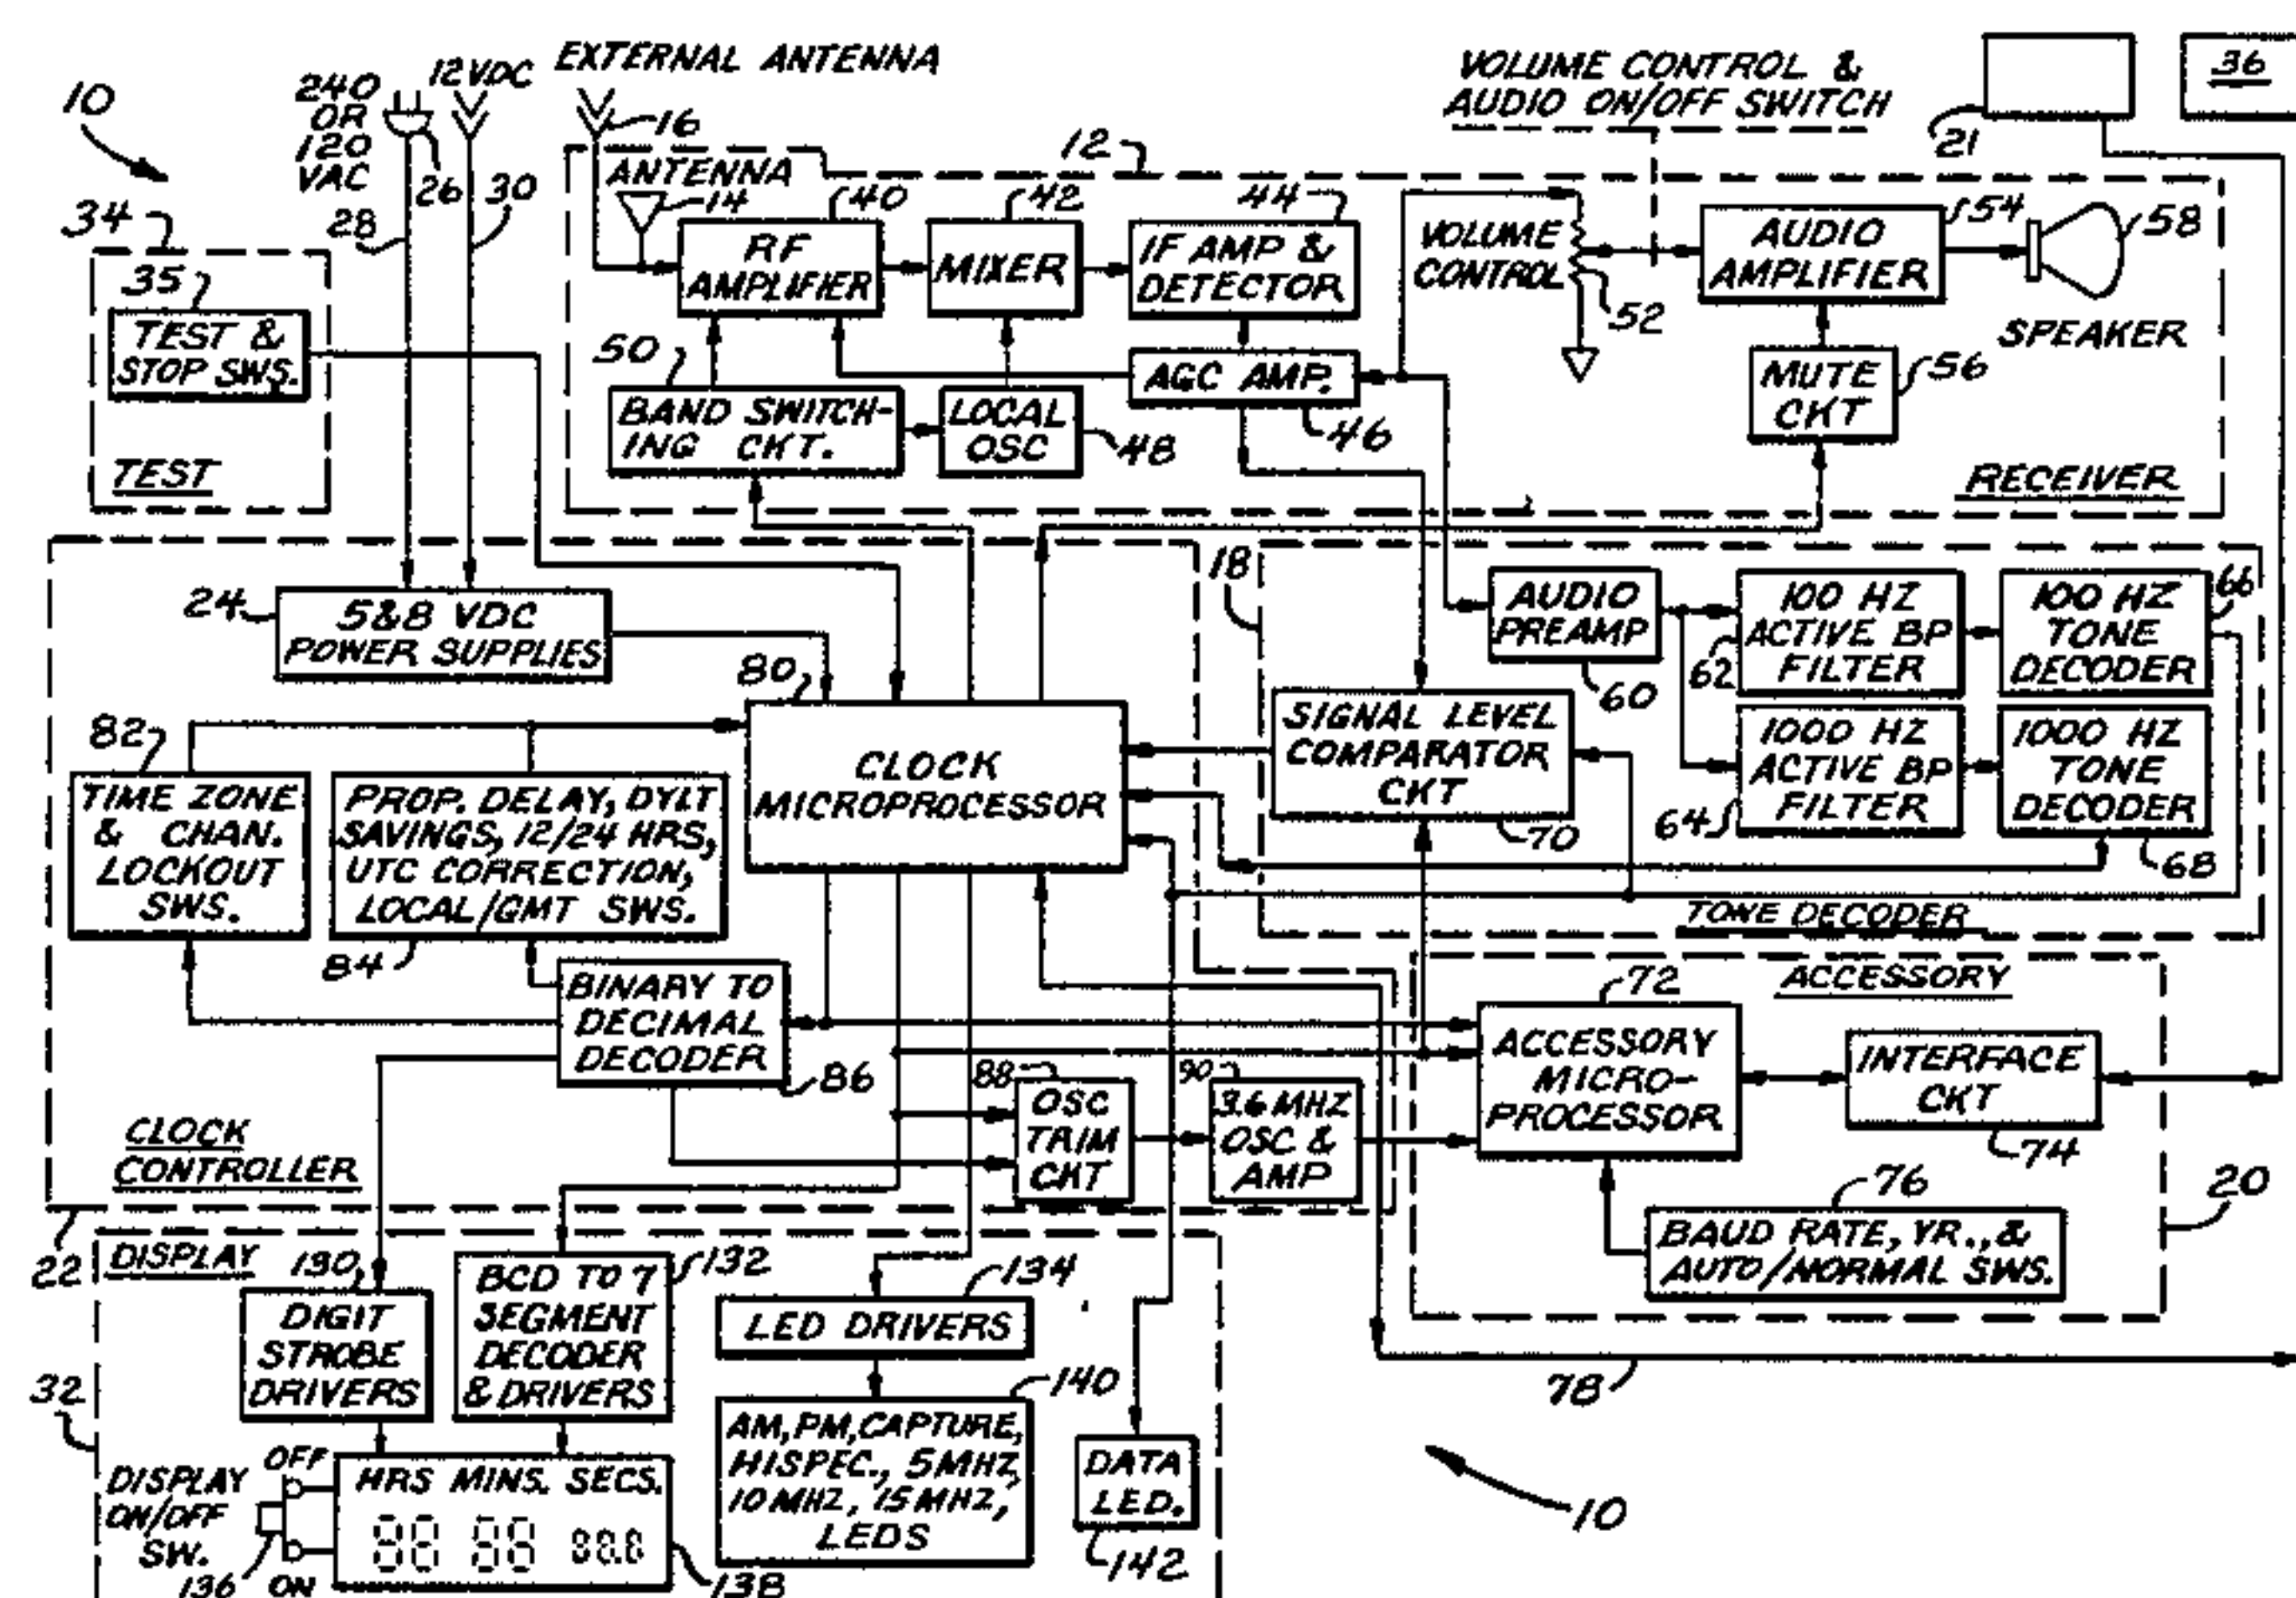 10
240
OR
120
VAC
26
12 VDC
30
28
EXTERNAL ANTENNA
16
ANTENNA
14
12
VOLUME CONTROL &
AUDIO ON/OFF SWITCH
21
36
34
35
TEST &
STOP SWS.
TEST
40
RF
AMPLIFIER
42
MIXER
44
IF AMP &
DETECTOR
VOLUME
CONTROL
52
54
AUDIO
AMPLIFIER
58
SPEAKER
50
BAND SWITCH-
ING CKT.
LOCAL
OSC
48
AGC AMP.
46
MUTE
CKT
56
RECEIVER
24
5&8 VDC
POWER SUPPLIES
18
AUDIO
PREAMP
60
100 HZ
ACTIVE BP
FILTER
62
100 HZ
TONE
DECODER
66
80
CLOCK
MICROPROCESSOR
SIGNAL LEVEL
COMPARATOR
CKT
70
1000 HZ
ACTIVE BP
FILTER
64
1000 HZ
TONE
DECODER
68
TONE DECODER
82
TIME ZONE
& CHAN.
LOCKOUT
SWS.
PROP. DELAY, DYLT
SAVINGS, 12/24 HRS,
UTC CORRECTION,
LOCAL/GMT SWS.
84
BINARY TO
DECIMAL
DECODER
86
88
OSC
TRIM
CKT
90
3.6 MHZ
OSC &
AMP
72
ACCESSORY
ACCESSORY
MICRO-
PROCESSOR
INTERFACE
CKT
74
76
BAUD RATE, YR., &
AUTO/NORMAL SWS.
20
CLOCK
CONTROLLER
22
DISPLAY
130
DIGIT
STROBE
DRIVERS
BCD TO 7
SEGMENT
DECODER
& DRIVERS
132
134
LED DRIVERS
78
32
140
AM, PM, CAPTURE,
HISPEC., 5MHZ,
10 MHZ, 15 MHZ,
LEDS
DATA
LED.
142
10
DISPLAY
ON/OFF
SW.
136
OFF
ON
HRS MINS. SECS.
88 88 88.8
138